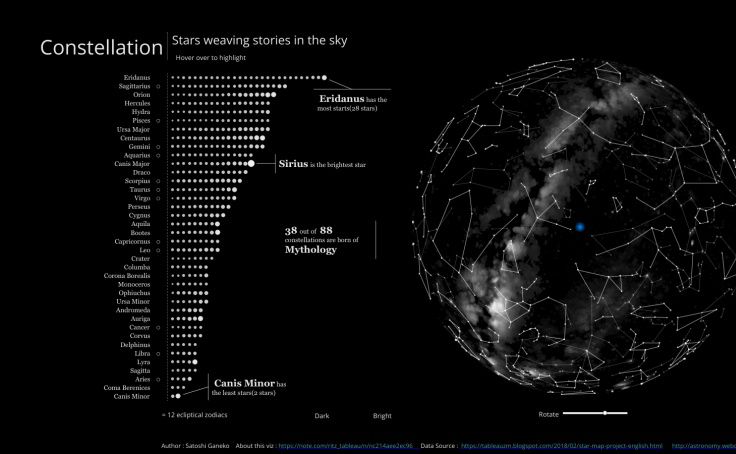 Constellation
Stars weaving stories in the sky
Hover over to highlight
Eridanus
Sagittarius
Orion
Hercules
Hydra
Pisces
Ursa Major
Centaurus
Gemini
Aquarius
Canis Major
Draco
Scorpius
Taurus
Virgo
Perseus
Cygnus
Aquila
Bootes
Capricornus
Leo
Crater
Columba
Corona Borealis
Monoceros
Ophiuchus
Ursa Minor
Andromeda
Auriga
Cancer
Corvus
Delphinus
Libra
Lyra
Sagitta
Aries
Coma Berenices
Canis Minor
Eridanus has the
most starts(28 stars)
Sirius is the brightest star
38 out of 88
constellations are born of
Mythology
Canis Minor has
the least stars(2 stars)
= 12 ecliptical zodiacs
Dark
Bright
Rotate
Author : Satoshi Ganeko About this viz : https://note.com/ritz_tableau/n/nc214aee2ec96 Data Source : https://tableauzm.blogspot.com/2018/02/star-map-project-english.html http://astronomy.webc